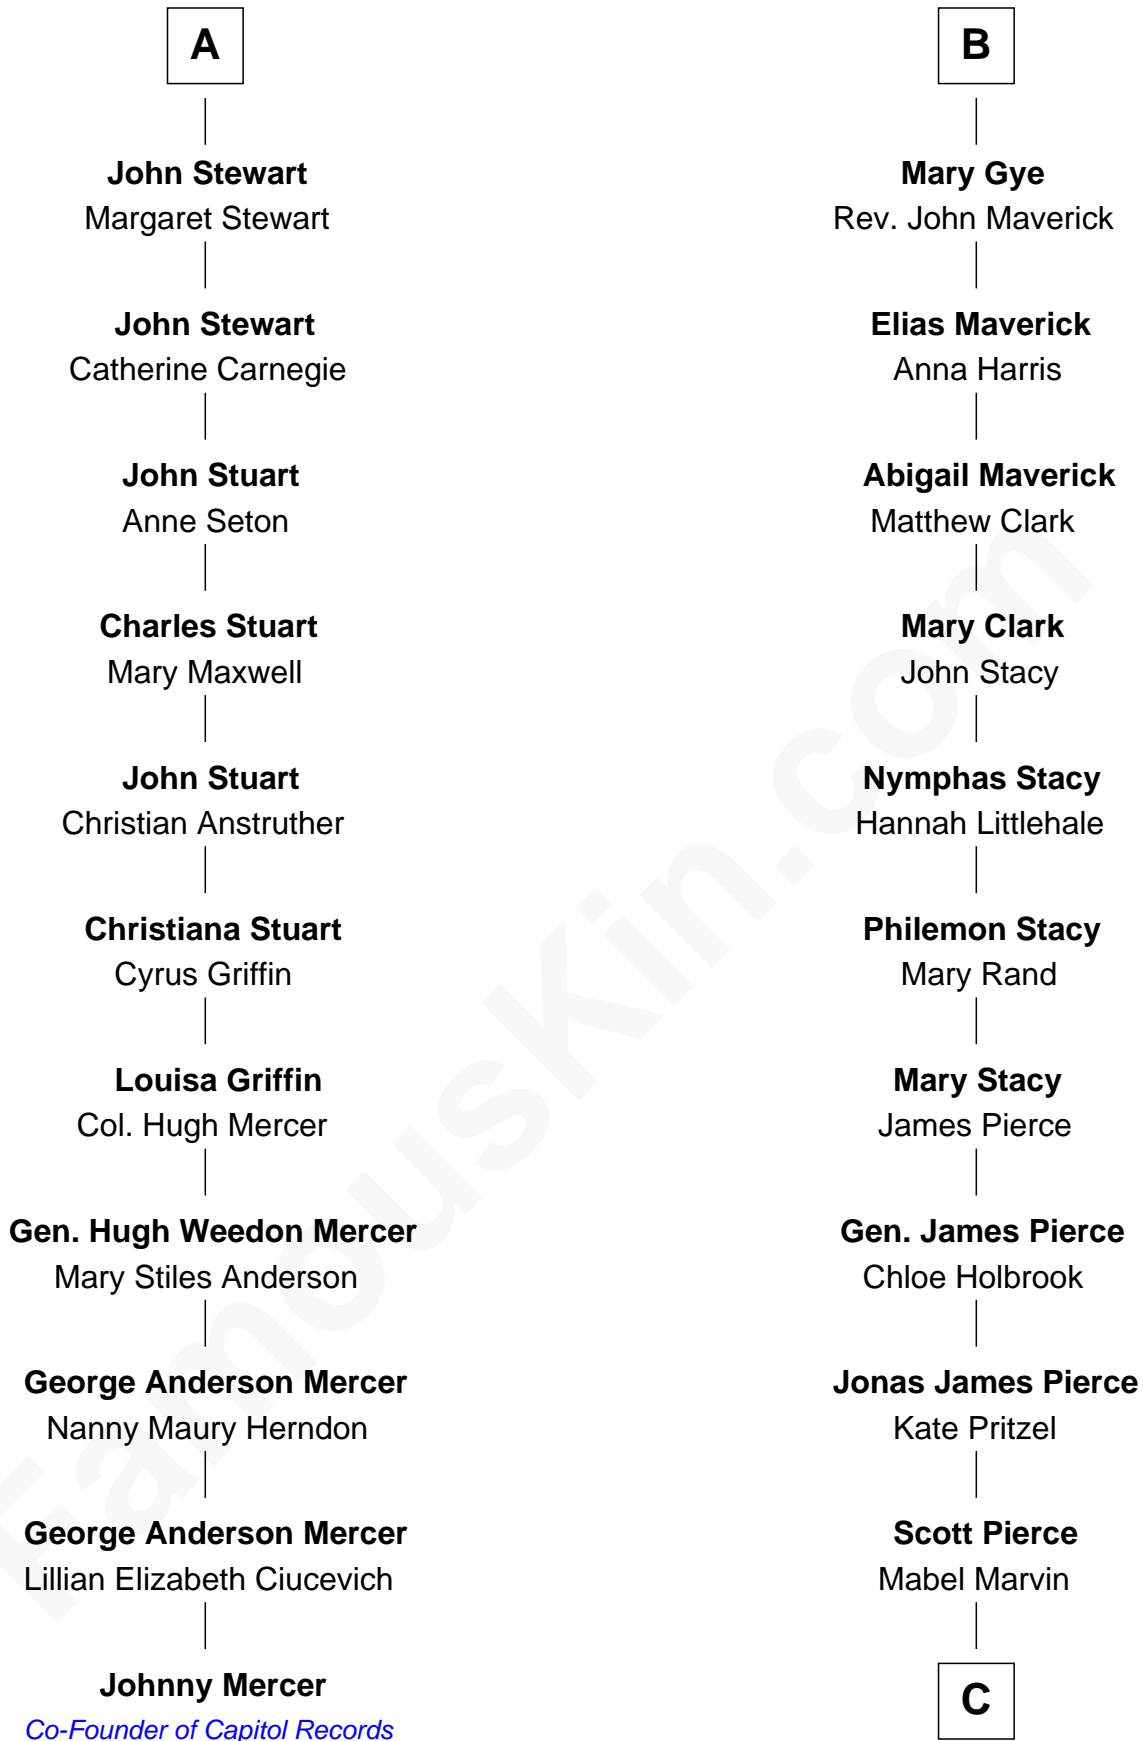 A
John Stewart
Margaret Stewart
John Stewart
Catherine Carnegie
John Stuart
Anne Seton
Charles Stuart
Mary Maxwell
John Stuart
Christian Anstruther
Christiana Stuart
Cyrus Griffin
Louisa Griffin
Col. Hugh Mercer
Gen. Hugh Weedon Mercer
Mary Stiles Anderson
George Anderson Mercer
Nanny Maury Herndon
George Anderson Mercer
Lillian Elizabeth Ciucevich
Johnny Mercer
Co-Founder of Capitol Records
B
Mary Gye
Rev. John Maverick
Elias Maverick
Anna Harris
Abigail Maverick
Matthew Clark
Mary Clark
John Stacy
Nymphas Stacy
Hannah Littlehale
Philemon Stacy
Mary Rand
Mary Stacy
James Pierce
Gen. James Pierce
Chloe Holbrook
Jonas James Pierce
Kate Pritzel
Scott Pierce
Mabel Marvin
C
FamousKin.com